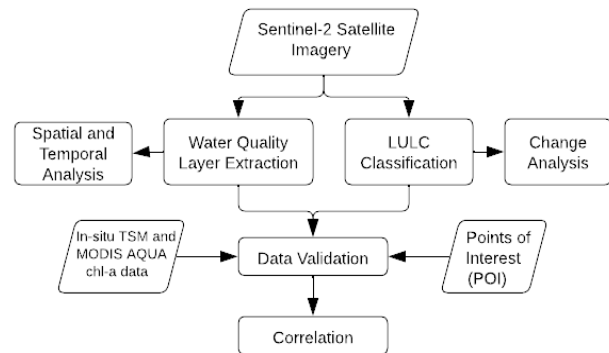 Sentinel-2 Satellite
Imagery
Spatial and
Temporal
Analysis
Water Quality
Layer Extraction
LULC
Classification
Change
Analysis
In-situ TSM and
MODIS AQUA
chl-a data
Data Validation
Points of
Interest
(POI)
Correlation